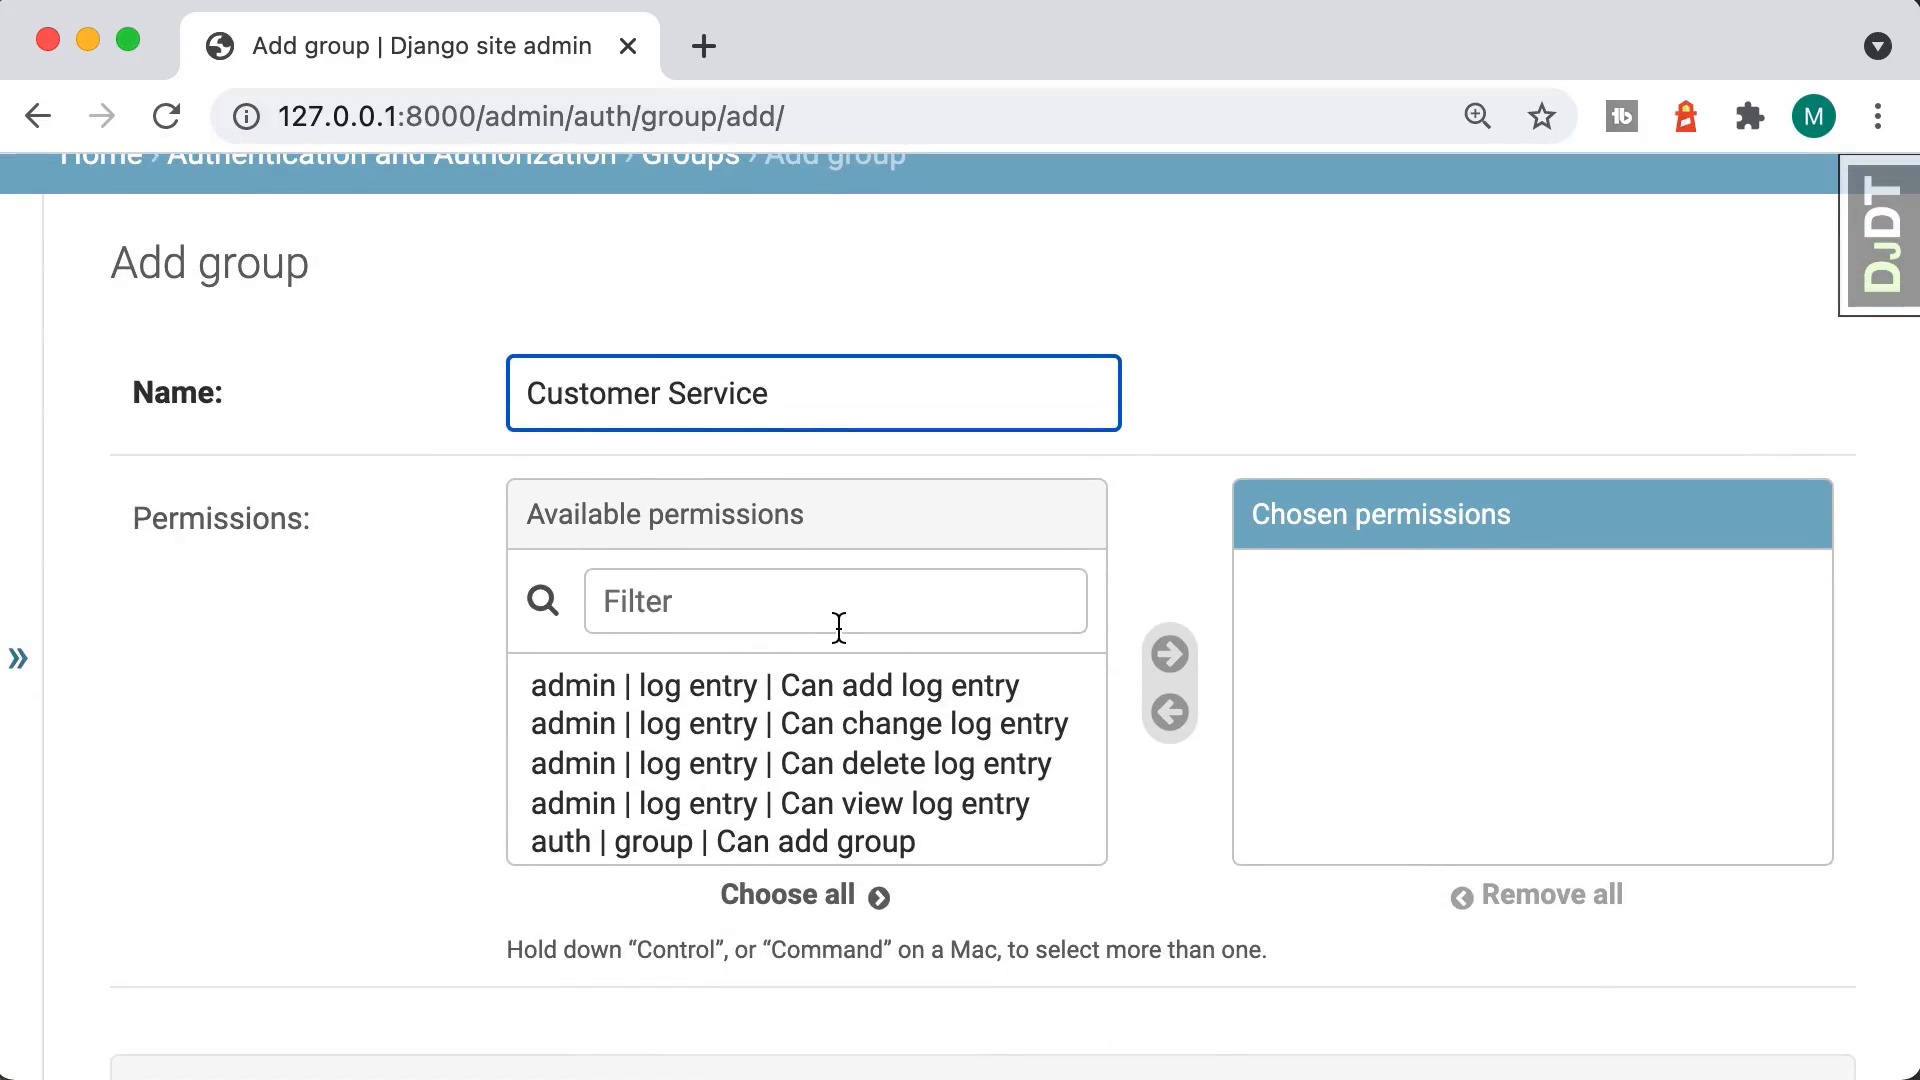 Add group | Django site admin
127.0.0.1:8000/admin/auth/group/add/
M
Home › Authentication and Authorization › Groups › Add group
DJDT
Add group
Name:
Customer Service
Permissions:
Available permissions
Chosen permissions
Filter
admin | log entry | Can add log entry
admin | log entry | Can change log entry
admin | log entry | Can delete log entry
admin | log entry | Can view log entry
auth | group | Can add group
Choose all
Remove all
Hold down “Control”, or “Command” on a Mac, to select more than one.